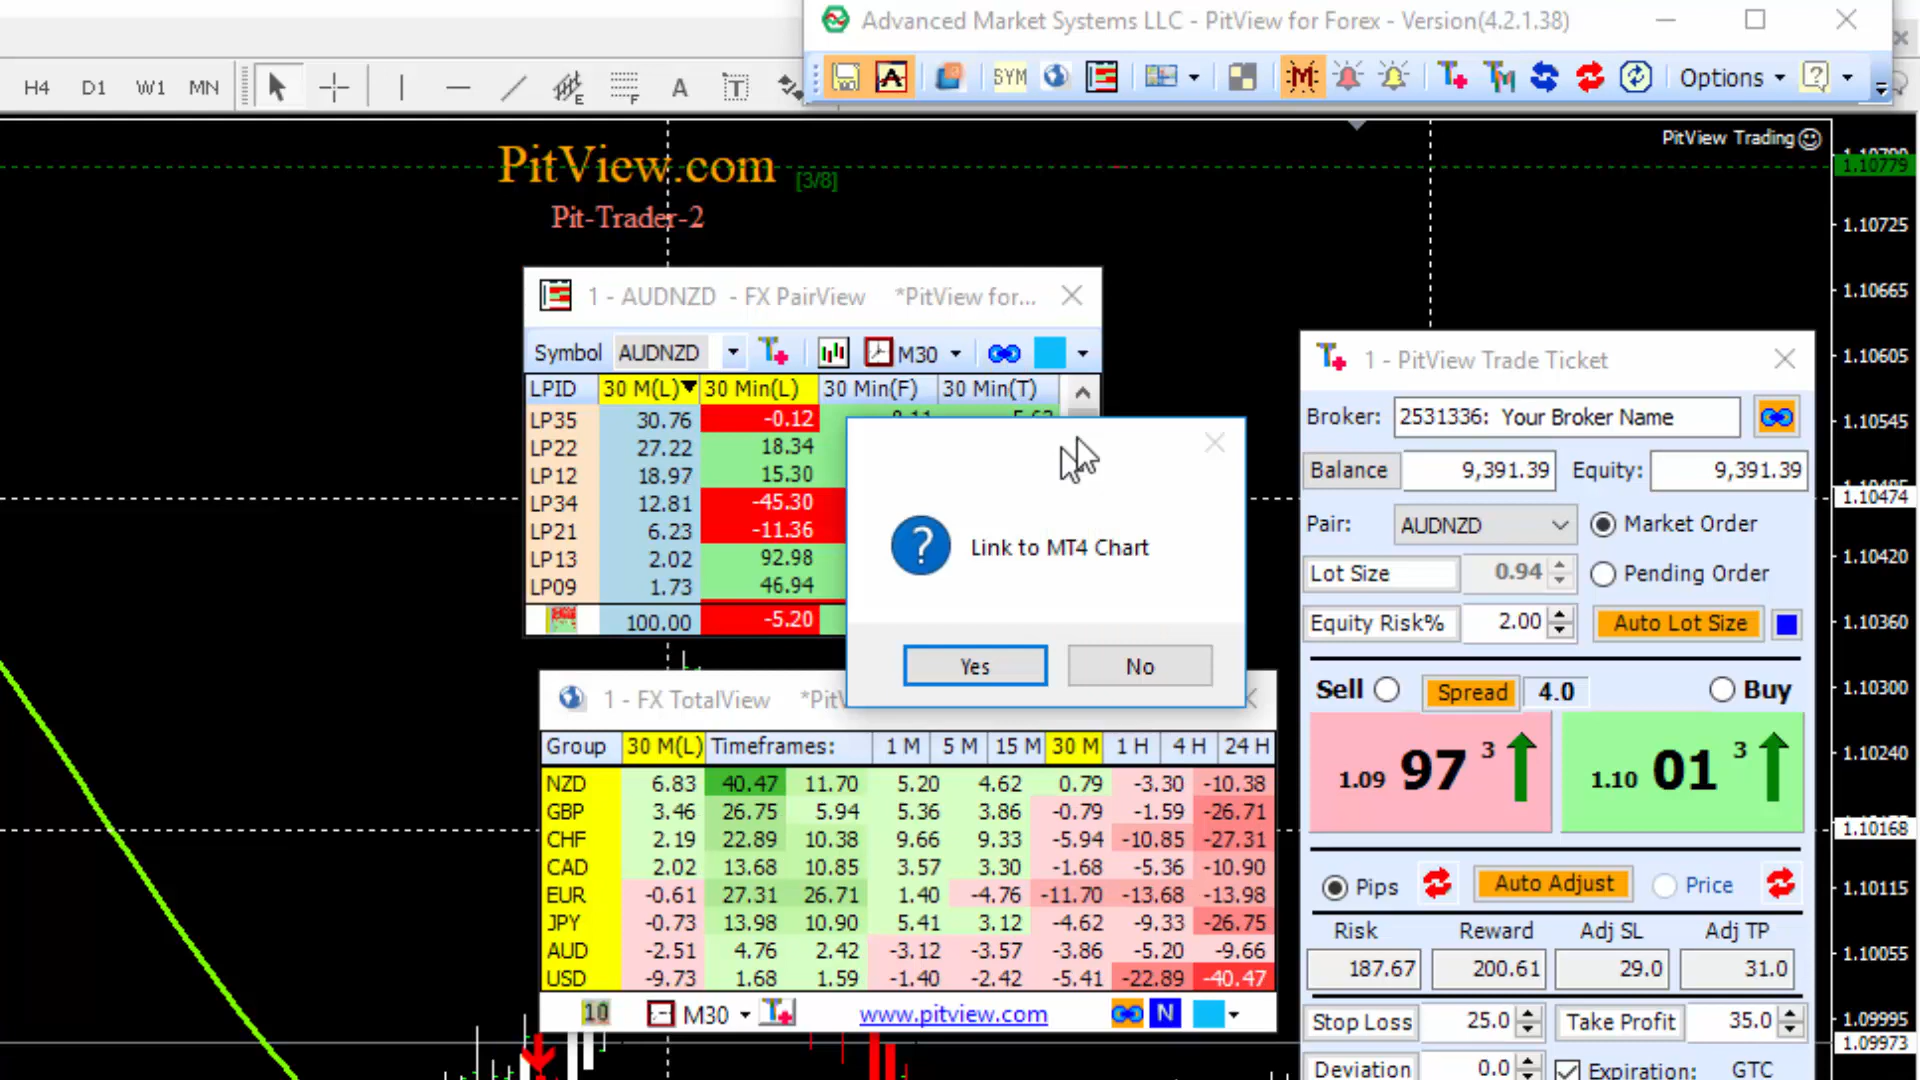 Advanced Market Systems LLC - PitView for Forex - Version(4.2.1.38)
H4 D1 W1 MN E F A T
SYM M T TM Options
PitView.com
[3/8]
Pit-Trader-2
PitView Trading
1.10779
1.10725
1.10665
1.10605
1.10545
1.10474
1.10420
1.10360
1.10300
1.10240
1.10168
1.10115
1.10055
1.09995
1.09973
1 - AUDNZD - FX PairView *PitView for...
Symbol AUDNZD M30
LPID 30 M(L) 30 Min(L) 30 Min(F) 30 Min(T)
LP35 30.76 -0.12
LP22 27.22 18.34
LP12 18.97 15.30
LP34 12.81 -45.30
LP21 6.23 -11.36
LP13 2.02 92.98
LP09 1.73 46.94
100.00 -5.20
Link to MT4 Chart
Yes No
1 - FX TotalView
Group 30 M(L) Timeframes: 1 M 5 M 15 M 30 M 1 H 4 H 24 H
NZD 6.83 40.47 11.70 5.20 4.62 0.79 -3.30 -10.38
GBP 3.46 26.75 5.94 5.36 3.86 -0.79 -1.59 -26.71
CHF 2.19 22.89 10.38 9.66 9.33 -5.94 -10.85 -27.31
CAD 2.02 13.68 10.85 3.57 3.30 -1.68 -5.36 -10.90
EUR -0.61 27.31 26.71 1.40 -4.76 -11.70 -13.68 -13.98
JPY -0.73 13.98 10.90 5.41 3.12 -4.62 -9.33 -26.75
AUD -2.51 4.76 2.42 -3.12 -3.57 -3.86 -5.20 -9.66
USD -9.73 1.68 1.59 -1.40 -2.42 -5.41 -22.89 -40.47
10 M30 www.pitview.com N
1 - PitView Trade Ticket
Broker: 2531336: Your Broker Name
Balance 9,391.39 Equity: 9,391.39
Pair: AUDNZD Market Order
Lot Size 0.94 Pending Order
Equity Risk% 2.00 Auto Lot Size
Sell Spread 4.0 Buy
1.09 97 3 1.10 01 3
Pips Auto Adjust Price
Risk Reward Adj SL Adj TP
187.67 200.61 29.0 31.0
Stop Loss 25.0 Take Profit 35.0
Deviation 0.0 Expiration: GTC